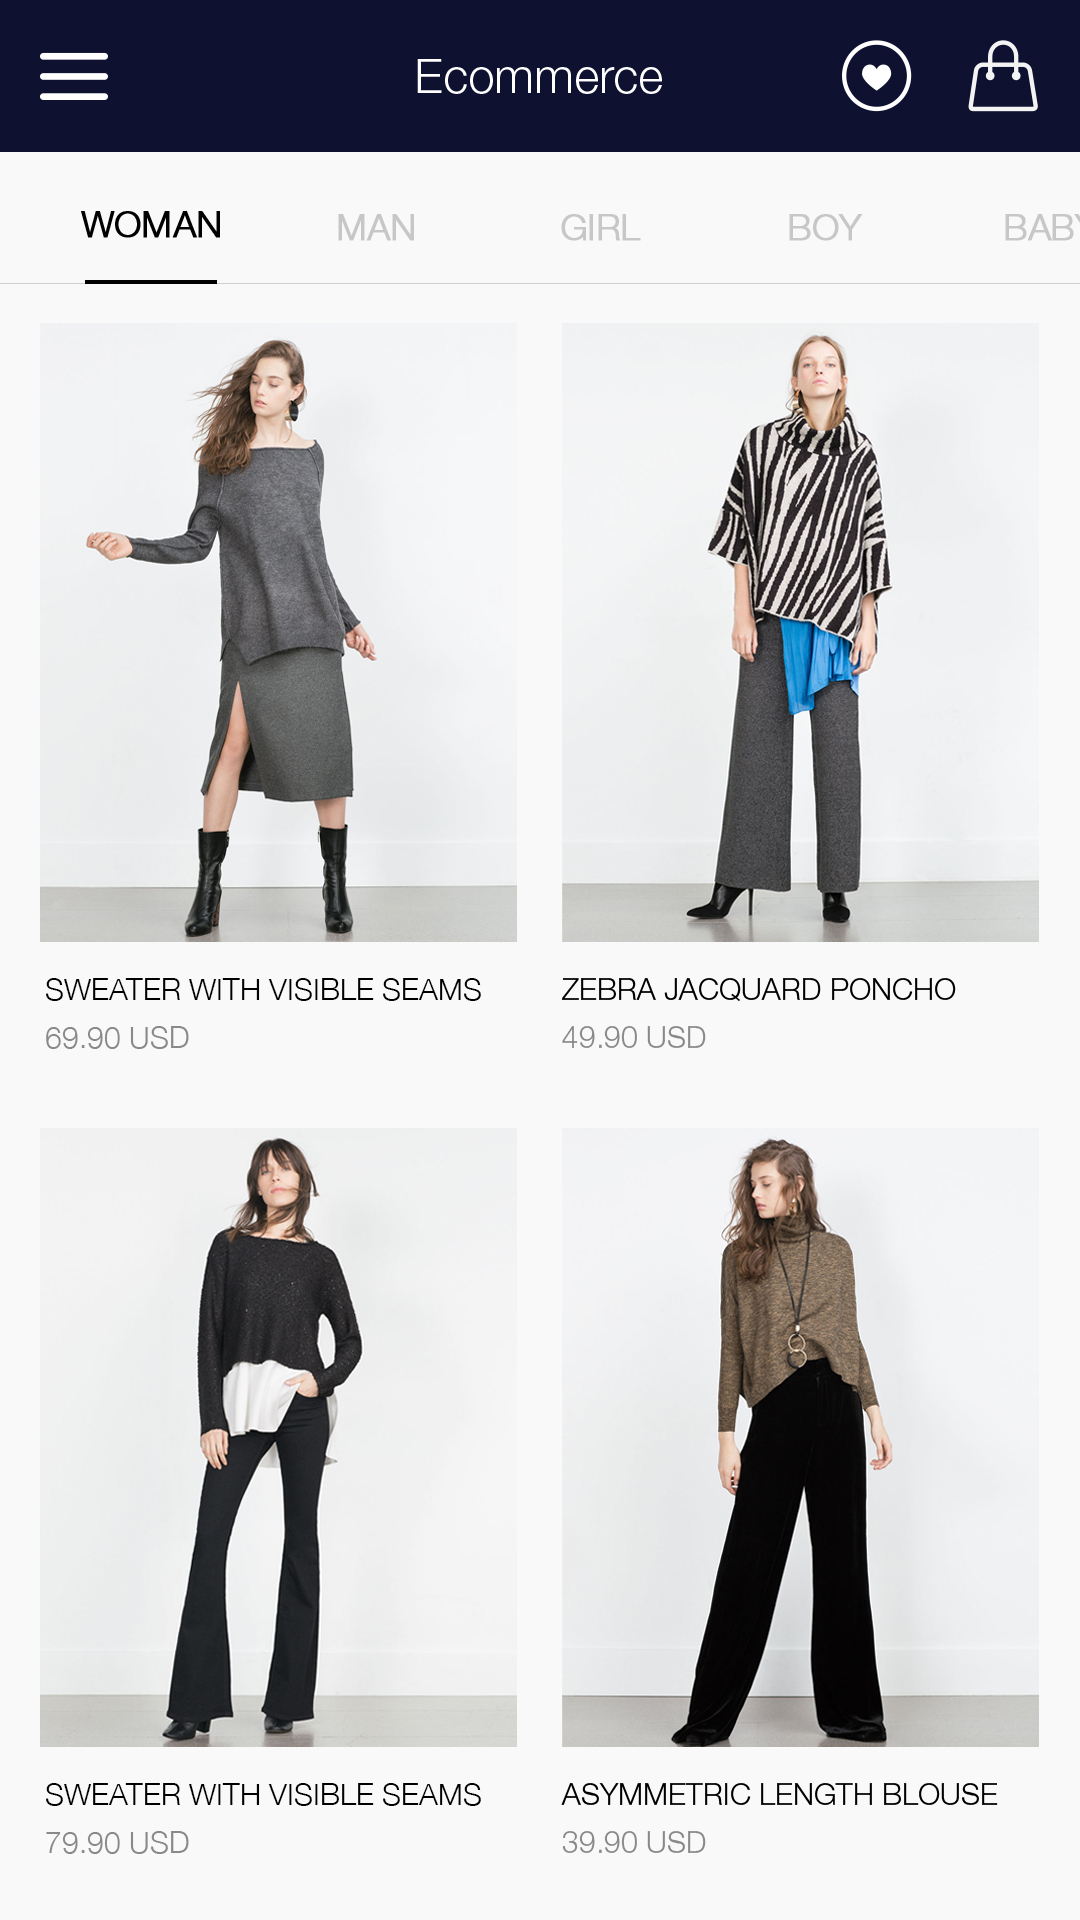 Ecommerce
WOMAN MAN GIRL BOY BABY
SWEATER WITH VISIBLE SEAMS
69.90 USD
ZEBRA JACQUARD PONCHO
49.90 USD
SWEATER WITH VISIBLE SEAMS
79.90 USD
ASYMMETRIC LENGTH BLOUSE
39.90 USD